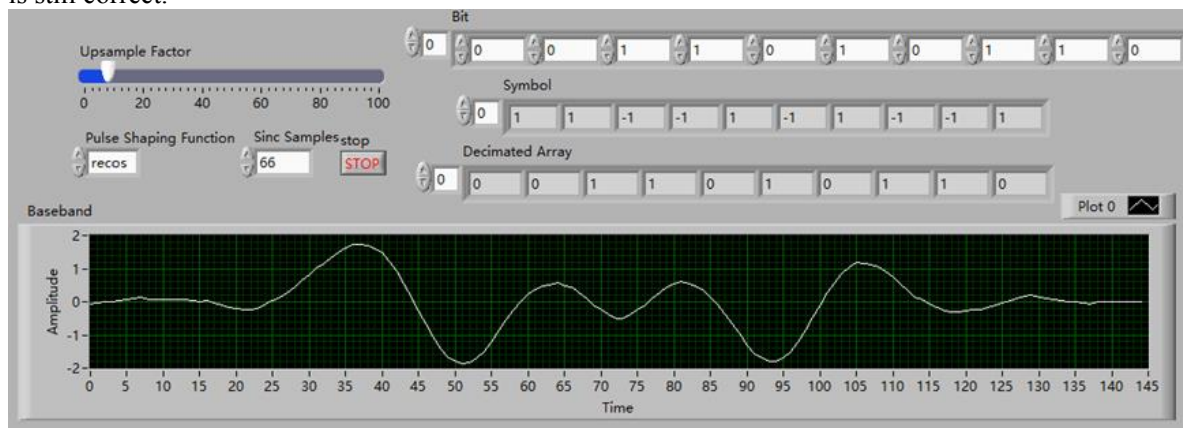 is still correct.
Bit
Upsample Factor
0 0 0 1 1 0 1 0 1 1 0
0 20 40 60 80 100
Symbol
0 1 1 -1 -1 1 -1 1 -1 -1 1
Pulse Shaping Function Sinc Samples stop
recos 66 STOP
Decimated Array
0 0 0 1 1 0 1 0 1 1 0
Plot 0
Baseband
Amplitude
2
1
0
-1
-2
0 5 10 15 20 25 30 35 40 45 50 55 60 65 70 75 80 85 90 95 100 105 110 115 120 125 130 135 140 145
Time